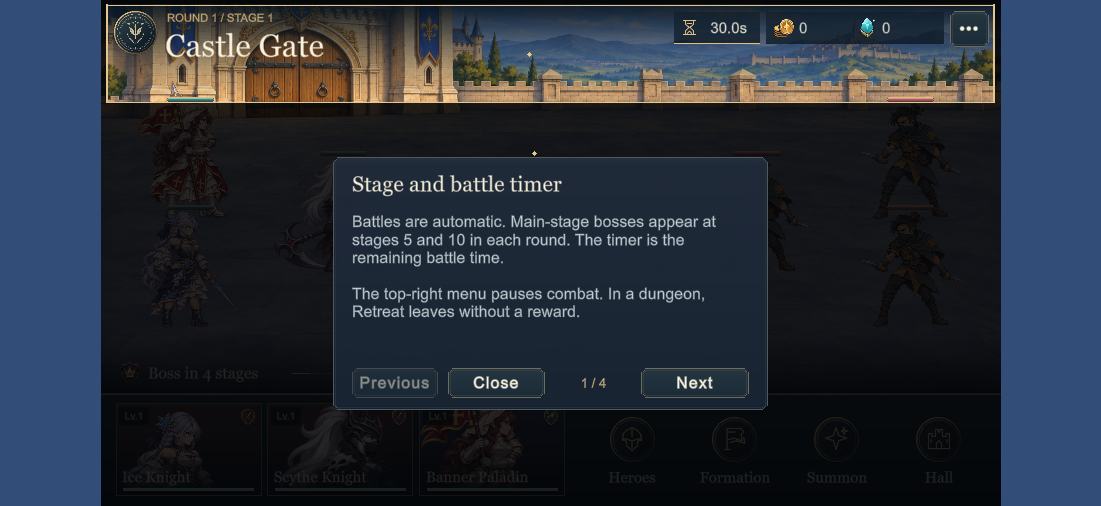 ROUND 1 / STAGE 1
Castle Gate
30.0s
0
0
Stage and battle timer
Battles are automatic. Main-stage bosses appear at
stages 5 and 10 in each round. The timer is the
remaining battle time.
The top-right menu pauses combat. In a dungeon,
Retreat leaves without a reward.
Previous
Close
1 / 4
Next
Boss in 4 stages
Lv.1
Lv.1
Lv.1
Ice Knight
Scythe Knight
Banner Paladin
Heroes
Formation
Summon
Hall